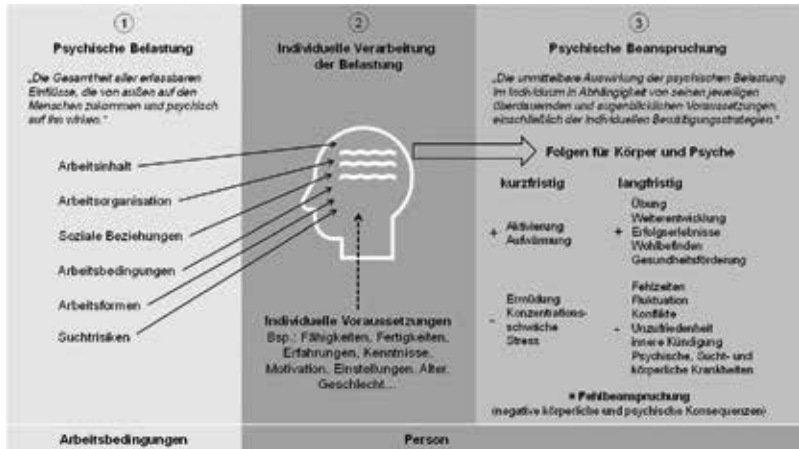 1
Psychische Belastung
„Die Gesamtheit aller erfassbaren
Einflüsse, die von außen auf den
Menschen zukommen und psychisch
auf ihn wirken.“
Arbeitsinhalt
Arbeitsorganisation
Soziale Beziehungen
Arbeitsbedingungen
Arbeitsformen
Suchtrisiken
Arbeitsbedingungen
2
Individuelle Verarbeitung
der Belastung
Individuelle Voraussetzungen
Bsp.: Fähigkeiten, Fertigkeiten,
Erfahrungen, Kenntnisse,
Motivation, Einstellungen, Alter,
Geschlecht...
3
Psychische Beanspruchung
„Die unmittelbare Auswirkung der psychischen Belastung
im Individuum in Abhängigkeit von seinen jeweiligen
überdauernden und augenblicklichen Voraussetzungen,
einschließlich der individuellen Bewältigungsstrategien.“
Folgen für Körper und Psyche
kurzfristig
+ Aktivierung
Aufwärmung
- Ermüdung
Konzentrations-
schwäche
Stress
langfristig
+ Übung
Weiterentwicklung
Erfolgserlebnisse
Wohlbefinden
Gesundheitsförderung
- Fehlzeiten
Fluktuation
Konflikte
Unzufriedenheit
innere Kündigung
Psychische, Sucht- und
körperliche Krankheiten
= Fehlbeanspruchung
(negative körperliche und psychische Konsequenzen)
Person